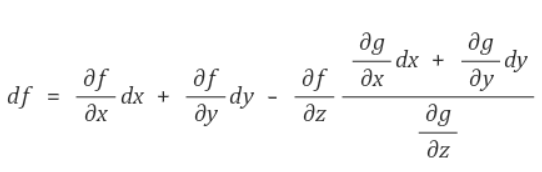 df = ∂f/∂x dx + ∂f/∂y dy - ∂f/∂z (∂g/∂x dx + ∂g/∂y dy)/(∂g/∂z)